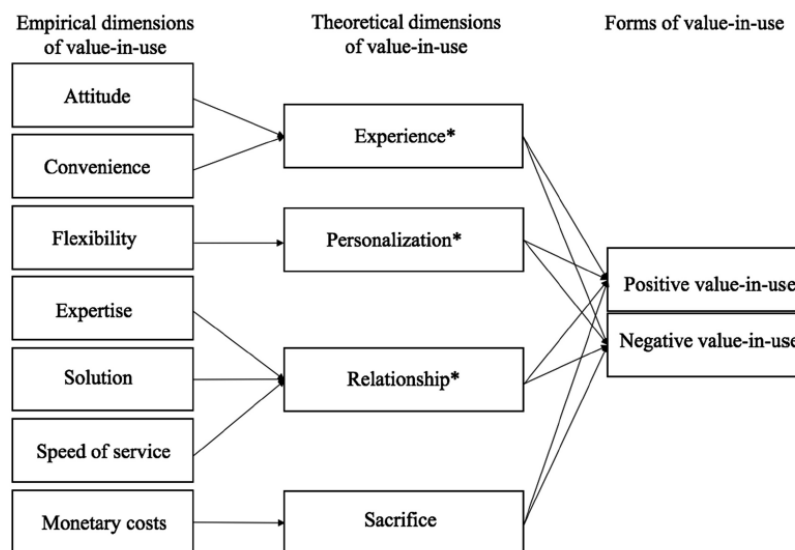 Empirical dimensions
of value-in-use
Theoretical dimensions
of value-in-use
Forms of value-in-use
Attitude
Convenience
Flexibility
Expertise
Solution
Speed of service
Monetary costs
Experience*
Personalization*
Relationship*
Sacrifice
Positive value-in-use
Negative value-in-use